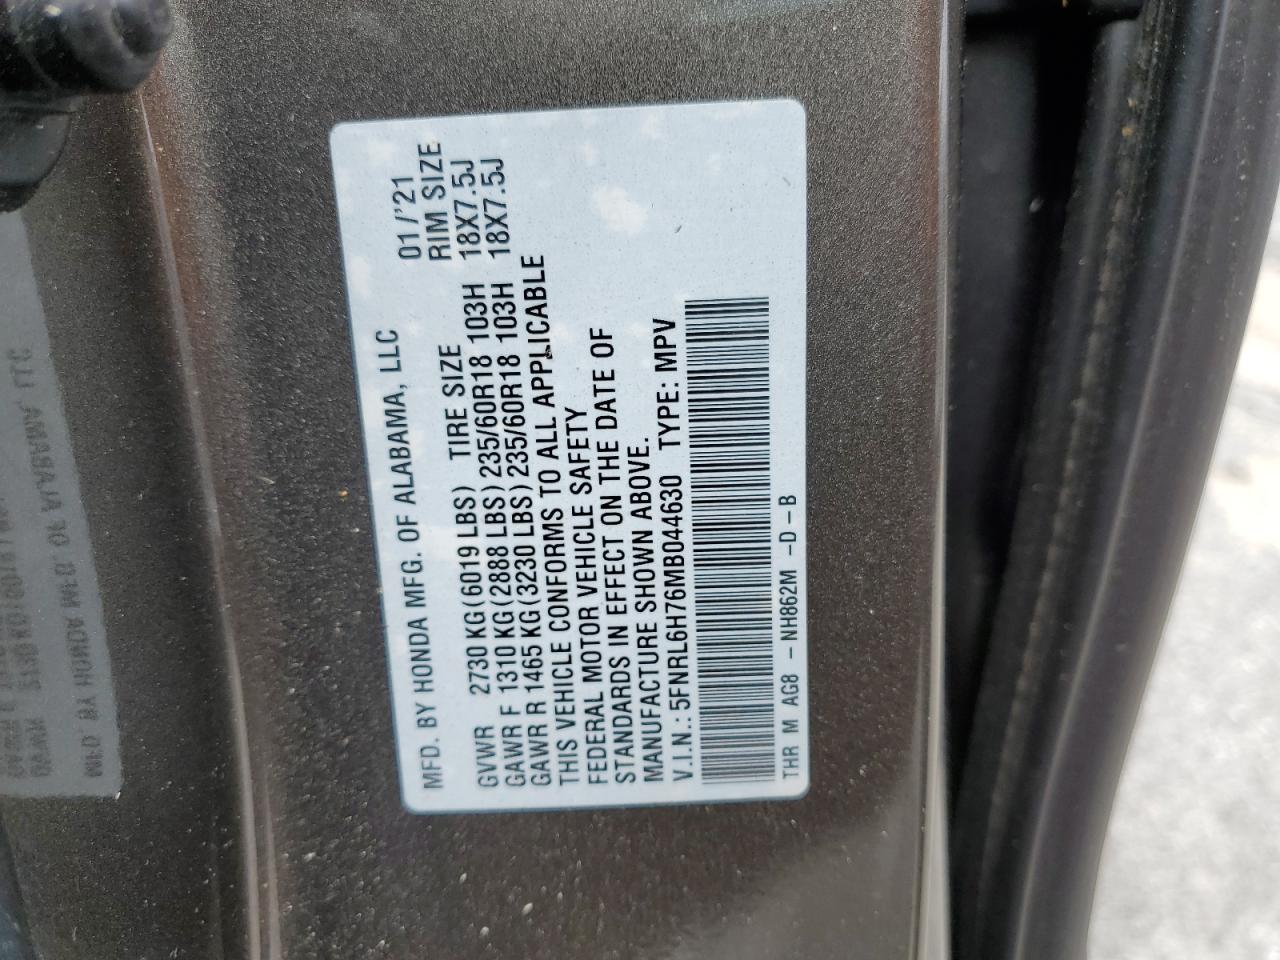 MFD. BY HONDA MFG. OF ALABAMA, LLC 01/'21
GVWR 2730 KG (6019 LBS) TIRE SIZE RIM SIZE
GAWR F 1310 KG (2888 LBS) 235/60R18 103H 18X7.5J
GAWR R 1465 KG (3230 LBS) 235/60R18 103H 18X7.5J
THIS VEHICLE CONFORMS TO ALL APPLICABLE
FEDERAL MOTOR VEHICLE SAFETY
STANDARDS IN EFFECT ON THE DATE OF
MANUFACTURE SHOWN ABOVE.
V.I.N.: 5FNRL6H76MB044630 TYPE: MPV
THR M AG8 -NH862M -D-B